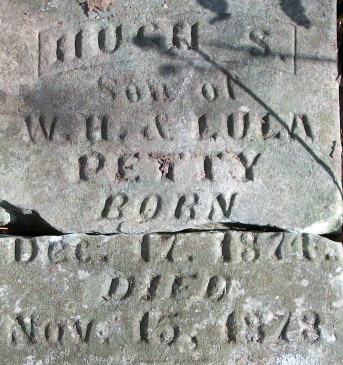 HUGH S.
Son of
W.H. & LULA
PETTY
BORN
Dec. 17. 1874.
DIED
Nov. 15, 1878.